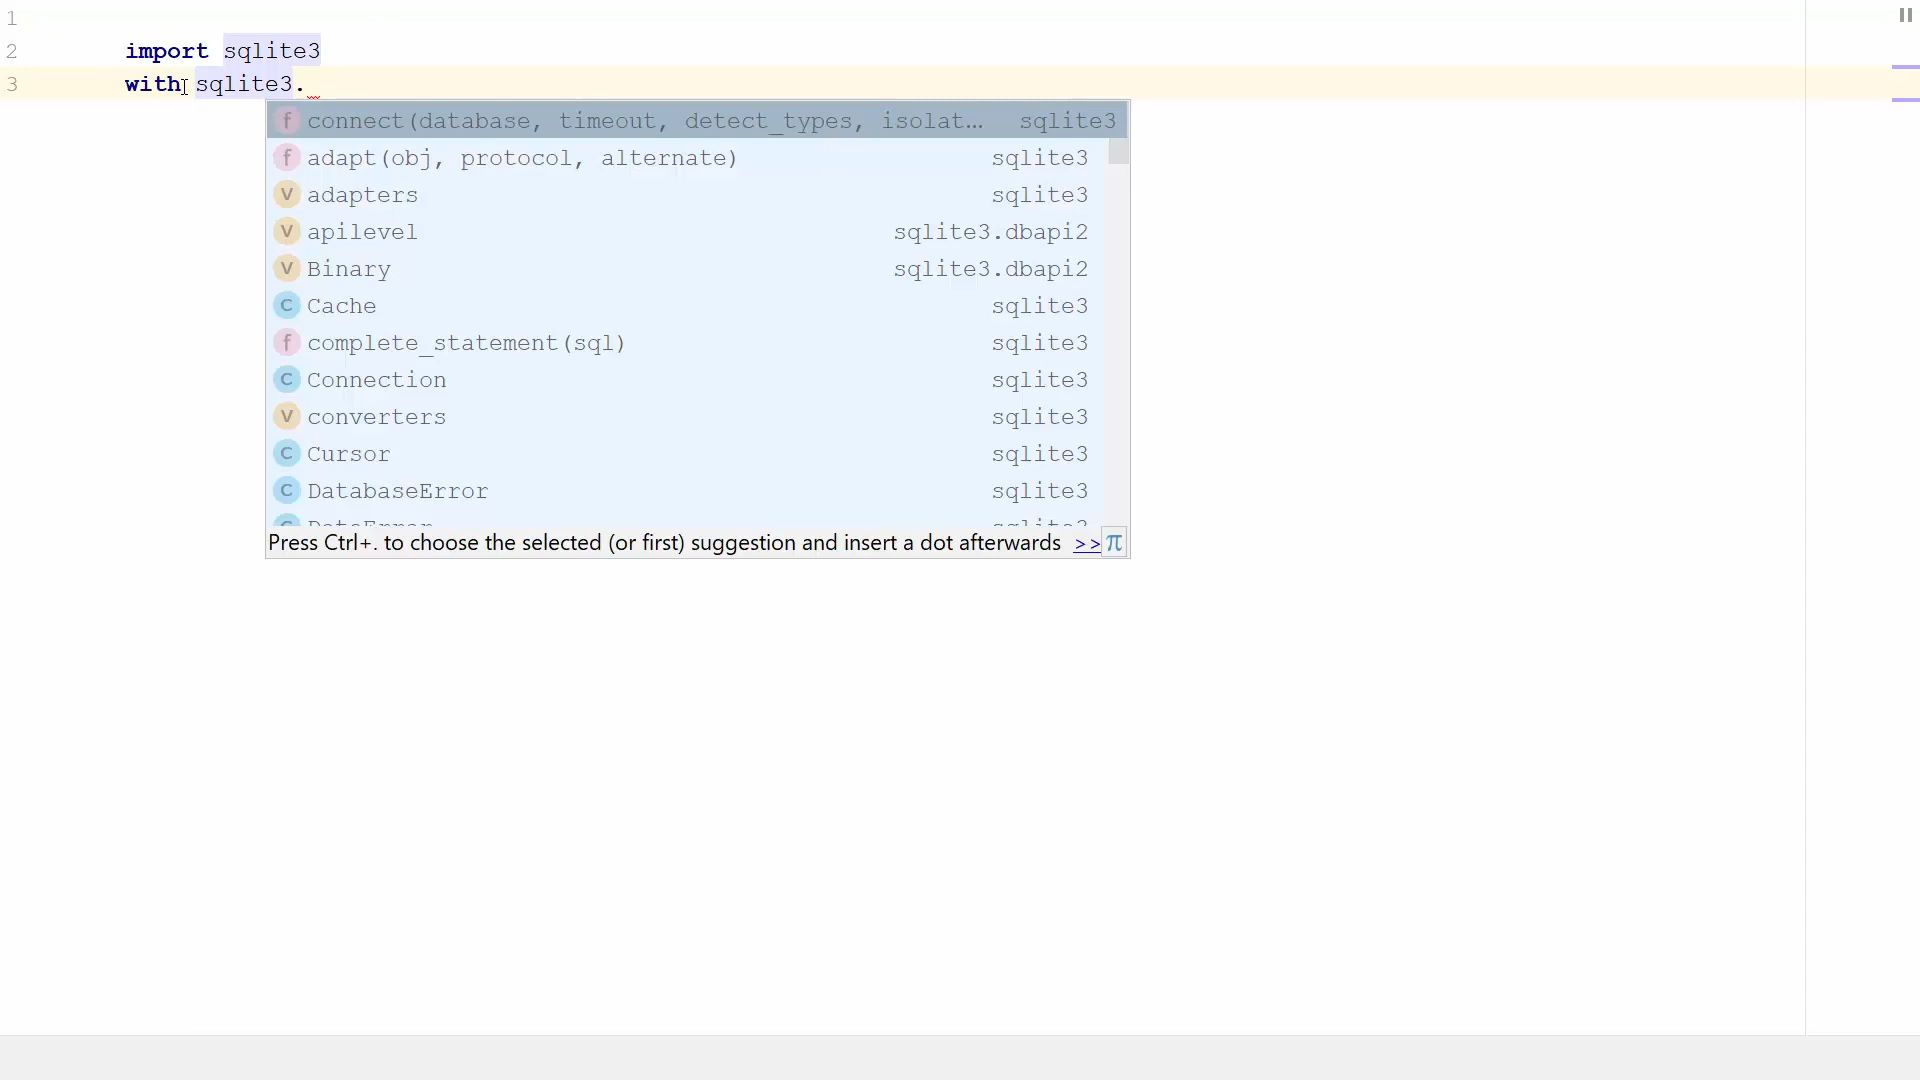 1
2 import sqlite3
3 with sqlite3.
f connect(database, timeout, detect_types, isolat... sqlite3
f adapt(obj, protocol, alternate) sqlite3
V adapters sqlite3
V apilevel sqlite3.dbapi2
V Binary sqlite3.dbapi2
C Cache sqlite3
f complete_statement(sql) sqlite3
C Connection sqlite3
V converters sqlite3
C Cursor sqlite3
C DatabaseError sqlite3
C DataError sqlite3
Press Ctrl+. to choose the selected (or first) suggestion and insert a dot afterwards >> π